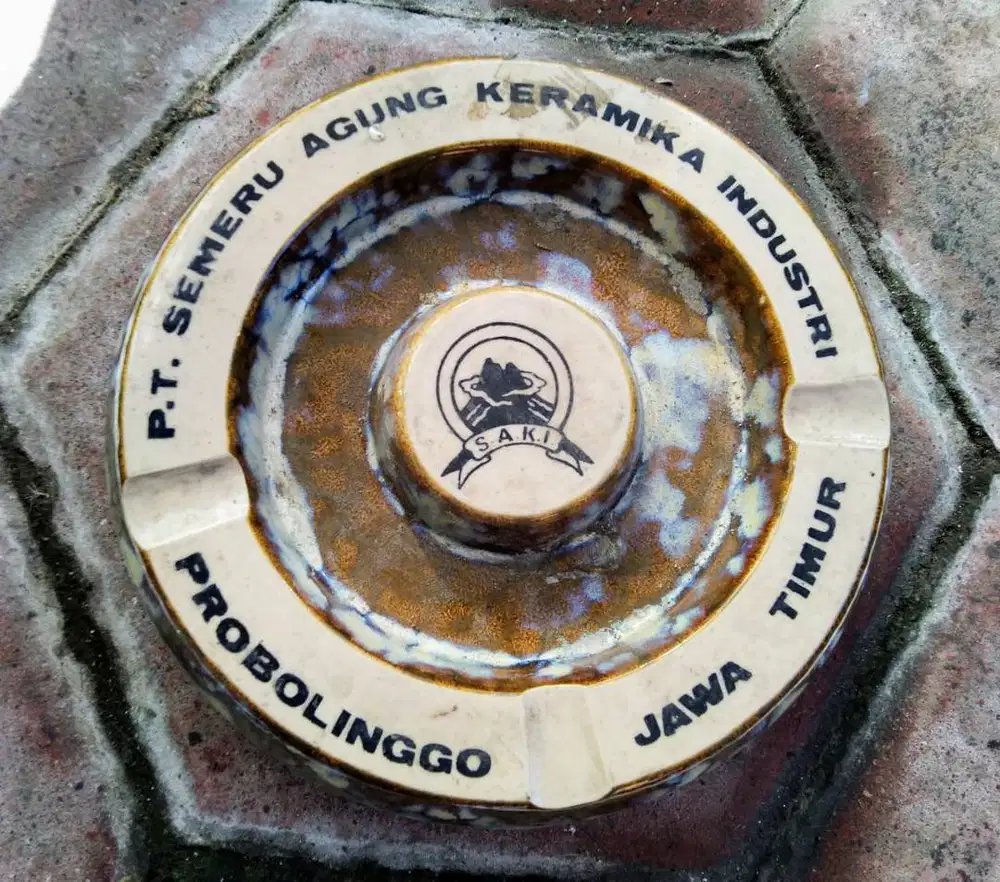 P.T. SEMERU AGUNG KERAMIKA INDUSTRI
PROBOLINGGO
JAWA TIMUR
S.A.K.I